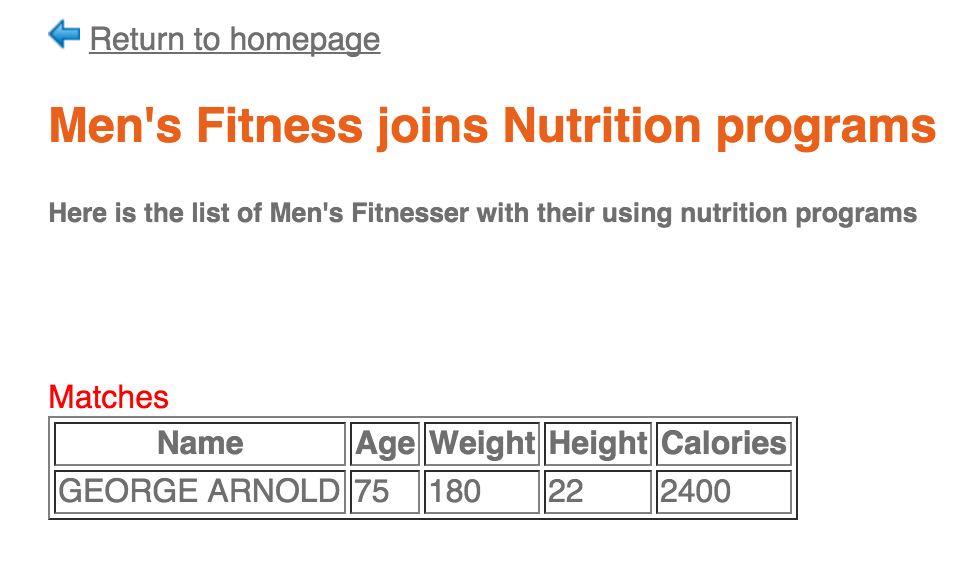 Return to homepage
Men's Fitness joins Nutrition programs
Here is the list of Men's Fitnesser with their using nutrition programs
Matches
Name Age Weight Height Calories
GEORGE ARNOLD 75 180 22 2400